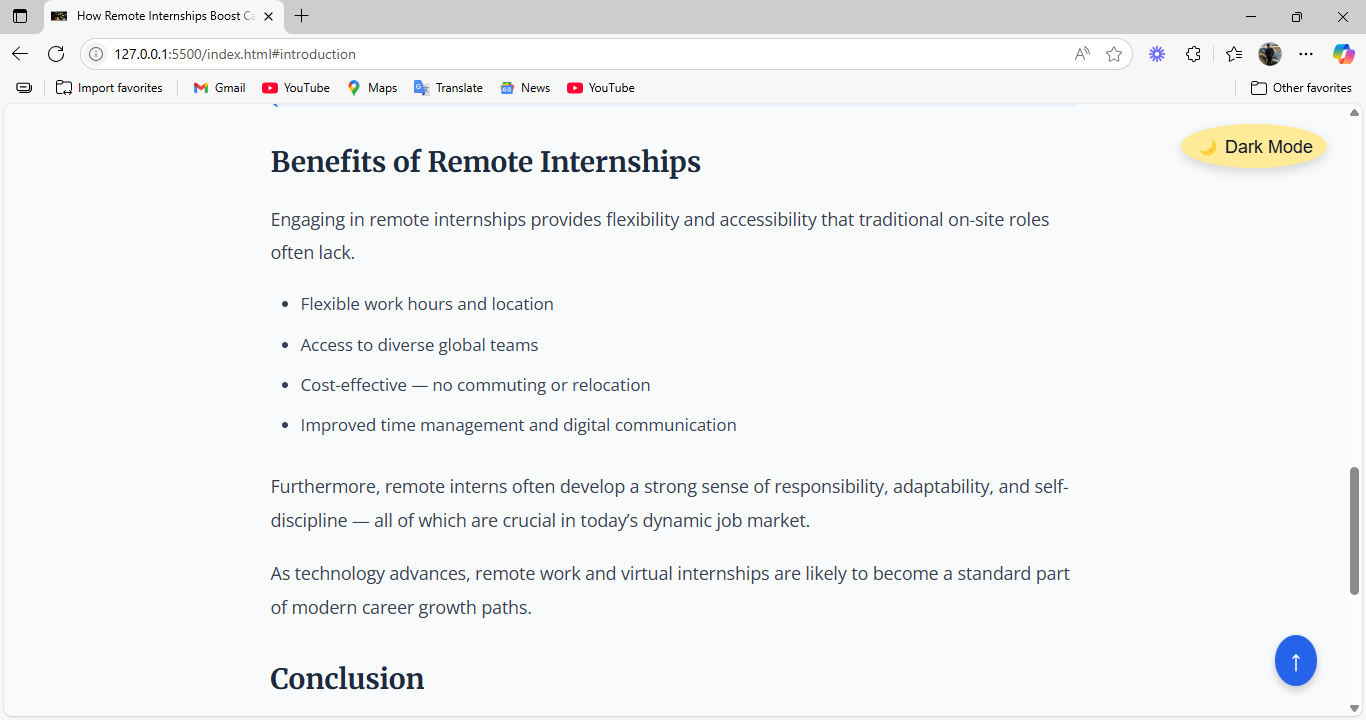 How Remote Internships Boost Ca
127.0.0.1:5500/index.html#introduction
Import favorites
Gmail
YouTube
Maps
Translate
News
YouTube
Other favorites
🌙 Dark Mode
Benefits of Remote Internships
Engaging in remote internships provides flexibility and accessibility that traditional on-site roles
often lack.
• Flexible work hours and location
• Access to diverse global teams
• Cost-effective — no commuting or relocation
• Improved time management and digital communication
Furthermore, remote interns often develop a strong sense of responsibility, adaptability, and self-
discipline — all of which are crucial in today’s dynamic job market.
As technology advances, remote work and virtual internships are likely to become a standard part
of modern career growth paths.
Conclusion
↑